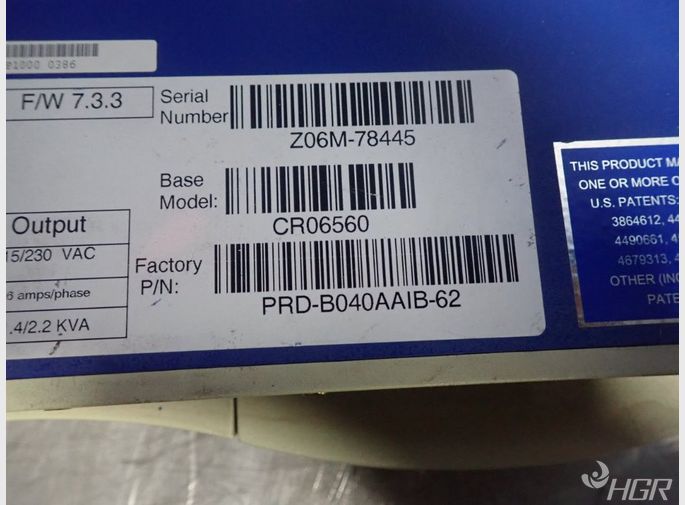 P1000 0386
F/W 7.3.3
Serial Number
Z06M-78445
Base Model:
CR06560
Output
15/230 VAC
6 amps/phase
.4/2.2 KVA
Factory P/N:
PRD-B040AAIB-62
THIS PRODUCT MA
ONE OR MORE O
U.S. PATENTS:
3864612, 44
4490661, 49
4679313, 4
OTHER (INC
PATE
HGR